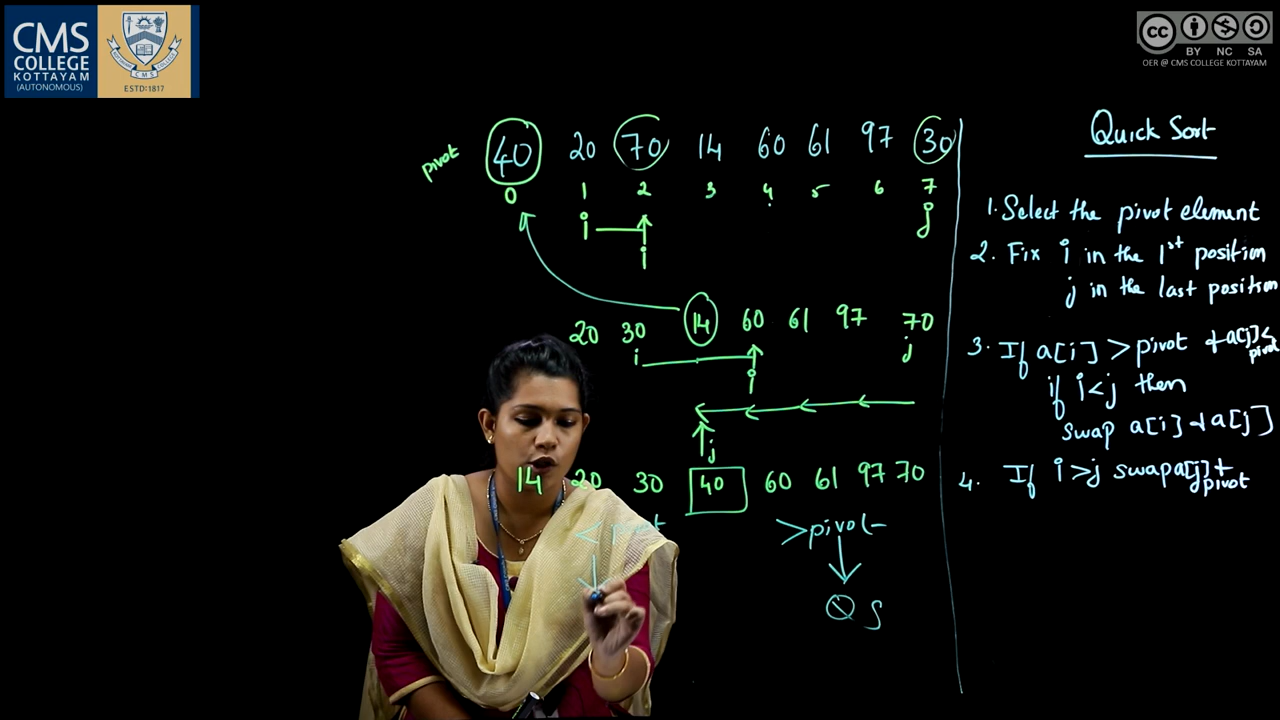 CMS
COLLEGE
KOTTAYAM
(AUTONOMOUS)
CMS
ESTD:1817
CC BY NC SA
OER @ CMS COLLEGE KOTTAYAM
pivot 40 20 70 14 60 61 97 30
0 1 2 3 4 5 6 7
i j
i
20 30 14 60 61 97 70
i j
i
j
14 20 30 40 60 61 97 70
< pivot >pivot
Q S
Quick Sort
1. Select the pivot element
2. Fix i in the 1st position
j in the last position
3. If a[i] > pivot + a[j] < pivot
if i<j then
swap a[i] + a[j]
4. If i>j swap a[j] + pivot